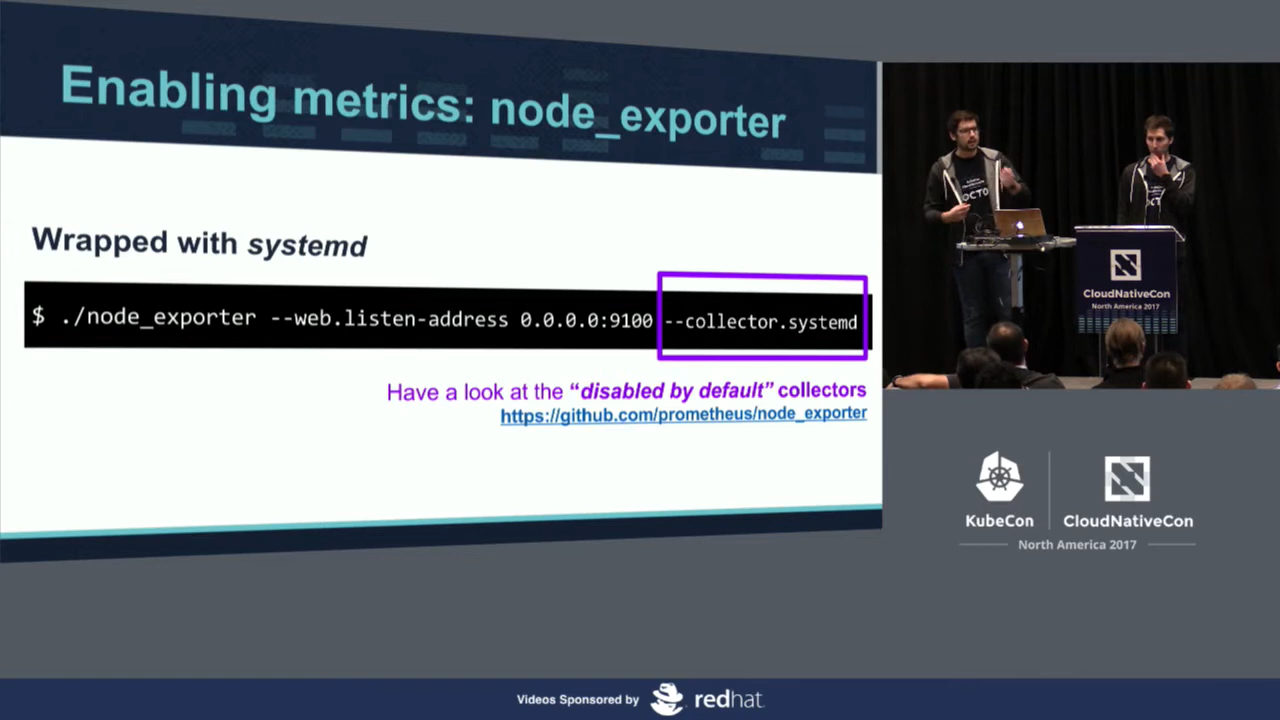 Enabling metrics: node_exporter
Wrapped with systemd
$ ./node_exporter --web.listen-address 0.0.0.0:9100 --collector.systemd
Have a look at the “disabled by default” collectors
https://github.com/prometheus/node_exporter
CloudNativeCon
North America 2017
KubeCon
CloudNativeCon
North America 2017
Videos Sponsored by
redhat